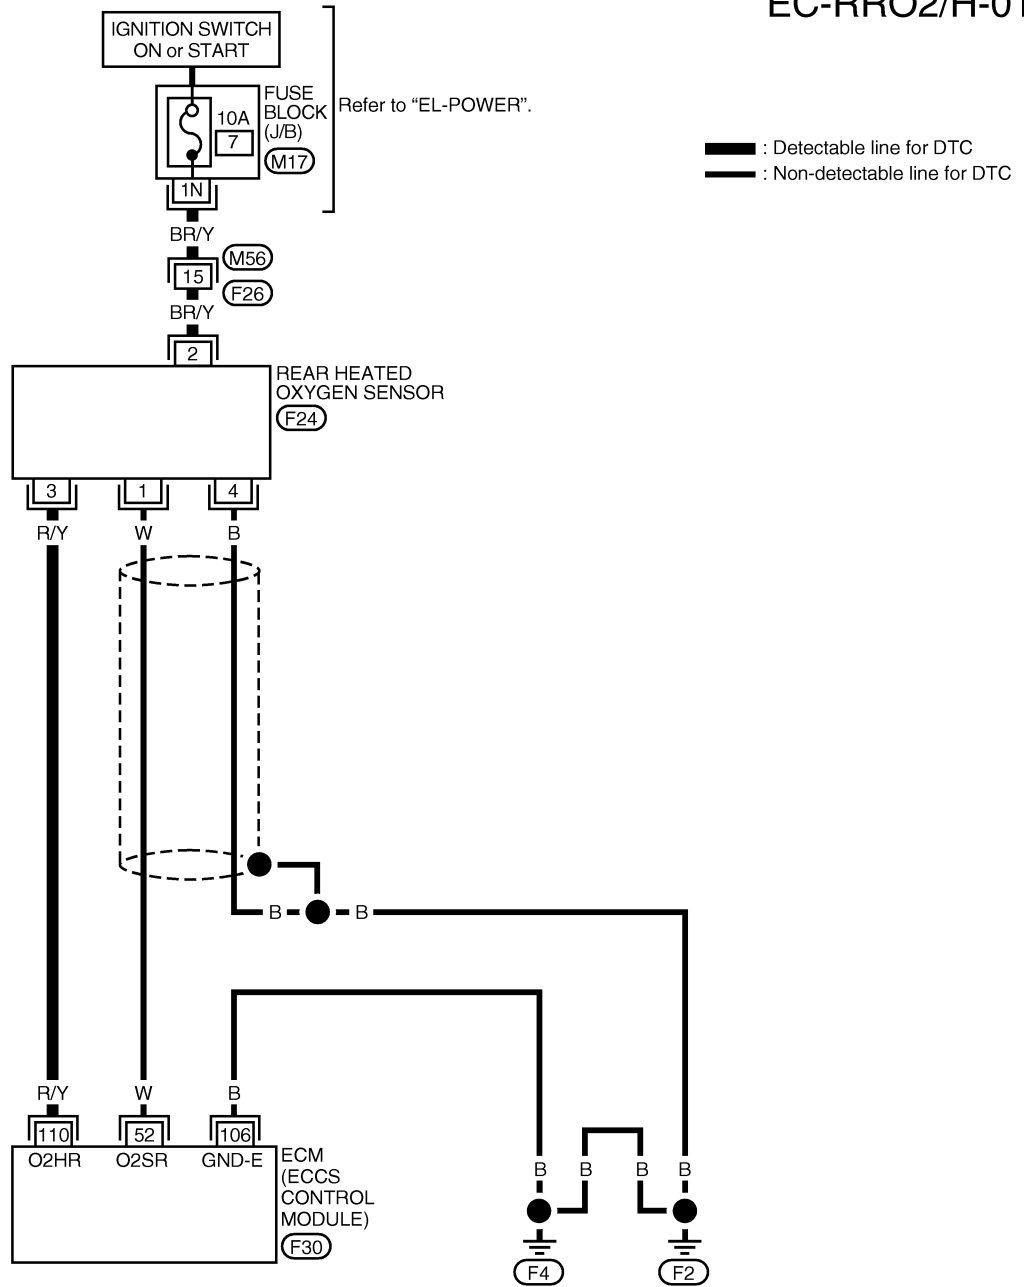 EC-RRO2/H-01
IGNITION SWITCH
ON or START
FUSE
BLOCK
(J/B)
10A
7
M17
Refer to “EL-POWER”.
: Detectable line for DTC
: Non-detectable line for DTC
1N
BR/Y
M56
15
F26
BR/Y
2
REAR HEATED
OXYGEN SENSOR
F24
3 1 4
R/Y W B
B B
R/Y W B
110 52 106
O2HR O2SR GND-E
ECM
(ECCS
CONTROL
MODULE)
F30
B B B B
F4 F2